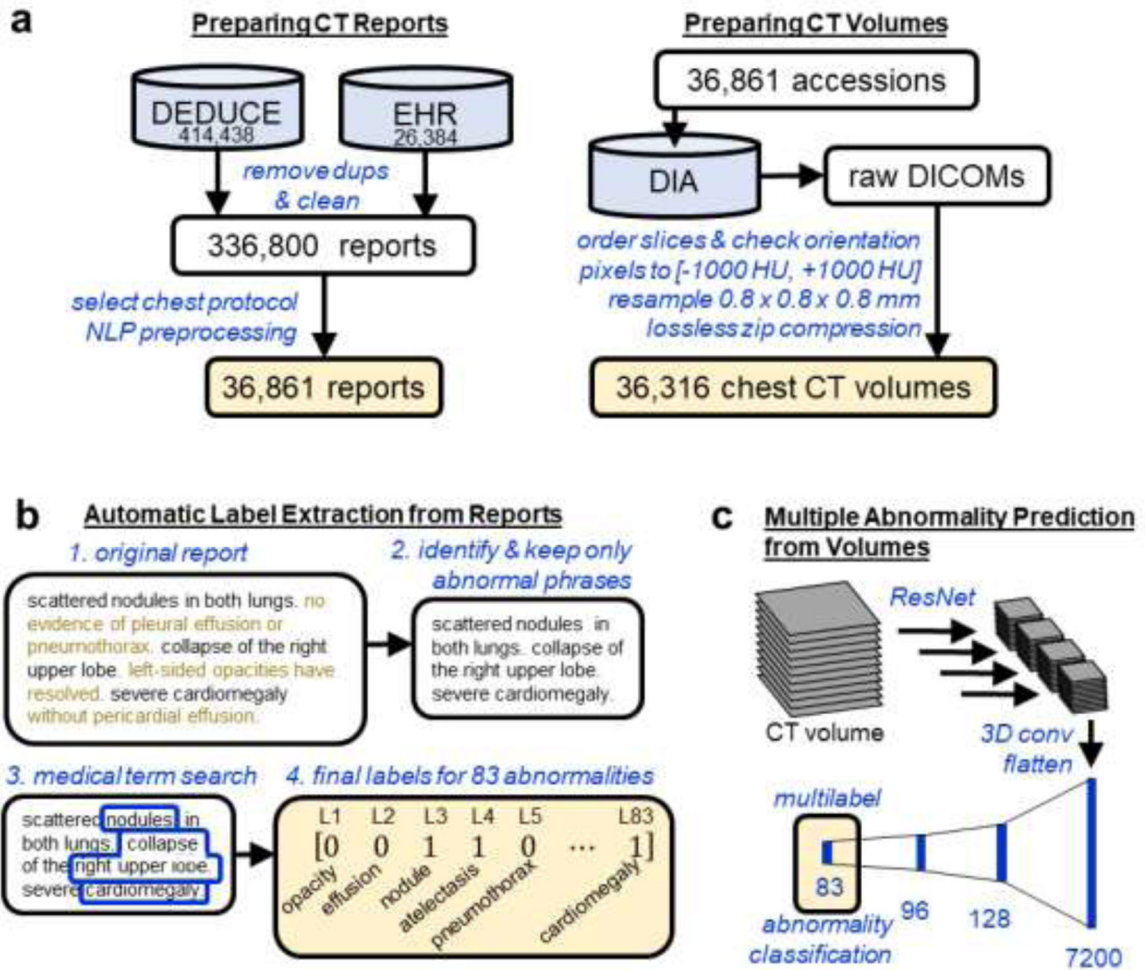 a
Preparing CT Reports
DEDUCE
414,438
EHR
26,384
remove dups
& clean
336,800 reports
select chest protocol
NLP preprocessing
36,861 reports
Preparing CT Volumes
36,861 accessions
DIA
raw DICOMs
order slices & check orientation
pixels to [-1000 HU, +1000 HU]
resample 0.8 x 0.8 x 0.8 mm
lossless zip compression
36,316 chest CT volumes
b
Automatic Label Extraction from Reports
1. original report
scattered nodules in both lungs. no
evidence of pleural effusion or
pneumothorax. collapse of the right
upper lobe. left-sided opacities have
resolved. severe cardiomegaly
without pericardial effusion.
2. identify & keep only
abnormal phrases
scattered nodules in
both lungs. collapse of
the right upper lobe.
severe cardiomegaly.
3. medical term search
scattered nodules in
both lungs. collapse
of the right upper lobe.
severe cardiomegaly.
4. final labels for 83 abnormalities
L1 L2 L3 L4 L5 L83
[0 0 1 1 0 ... 1]
opacity
effusion
nodule
atelectasis
pneumothorax
cardiomegaly
c
Multiple Abnormality Prediction
from Volumes
ResNet
CT volume
3D conv
flatten
multilabel
83
96
128
7200
abnormality
classification